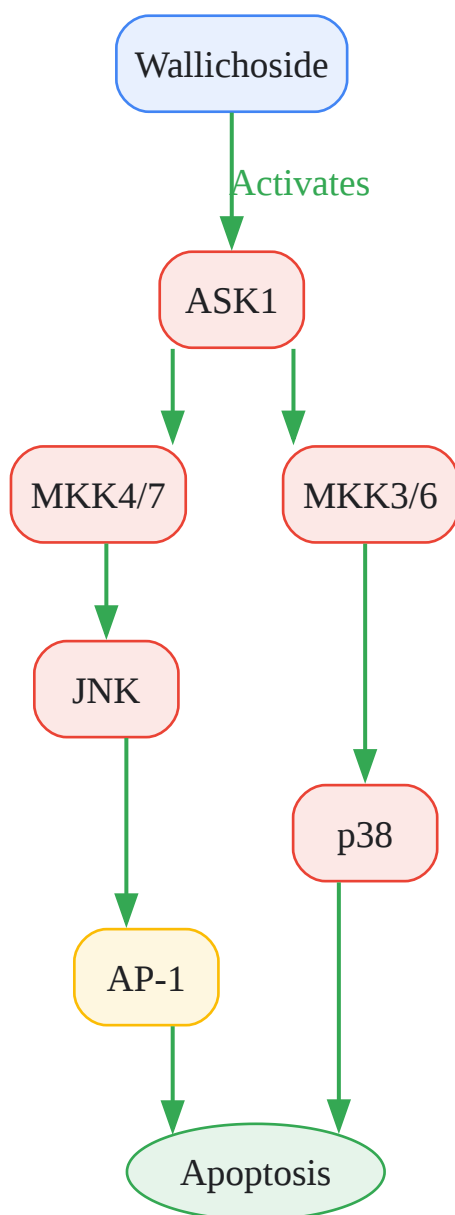 Wallichoside
Activates
ASK1
MKK4/7
MKK3/6
JNK
p38
AP-1
Apoptosis